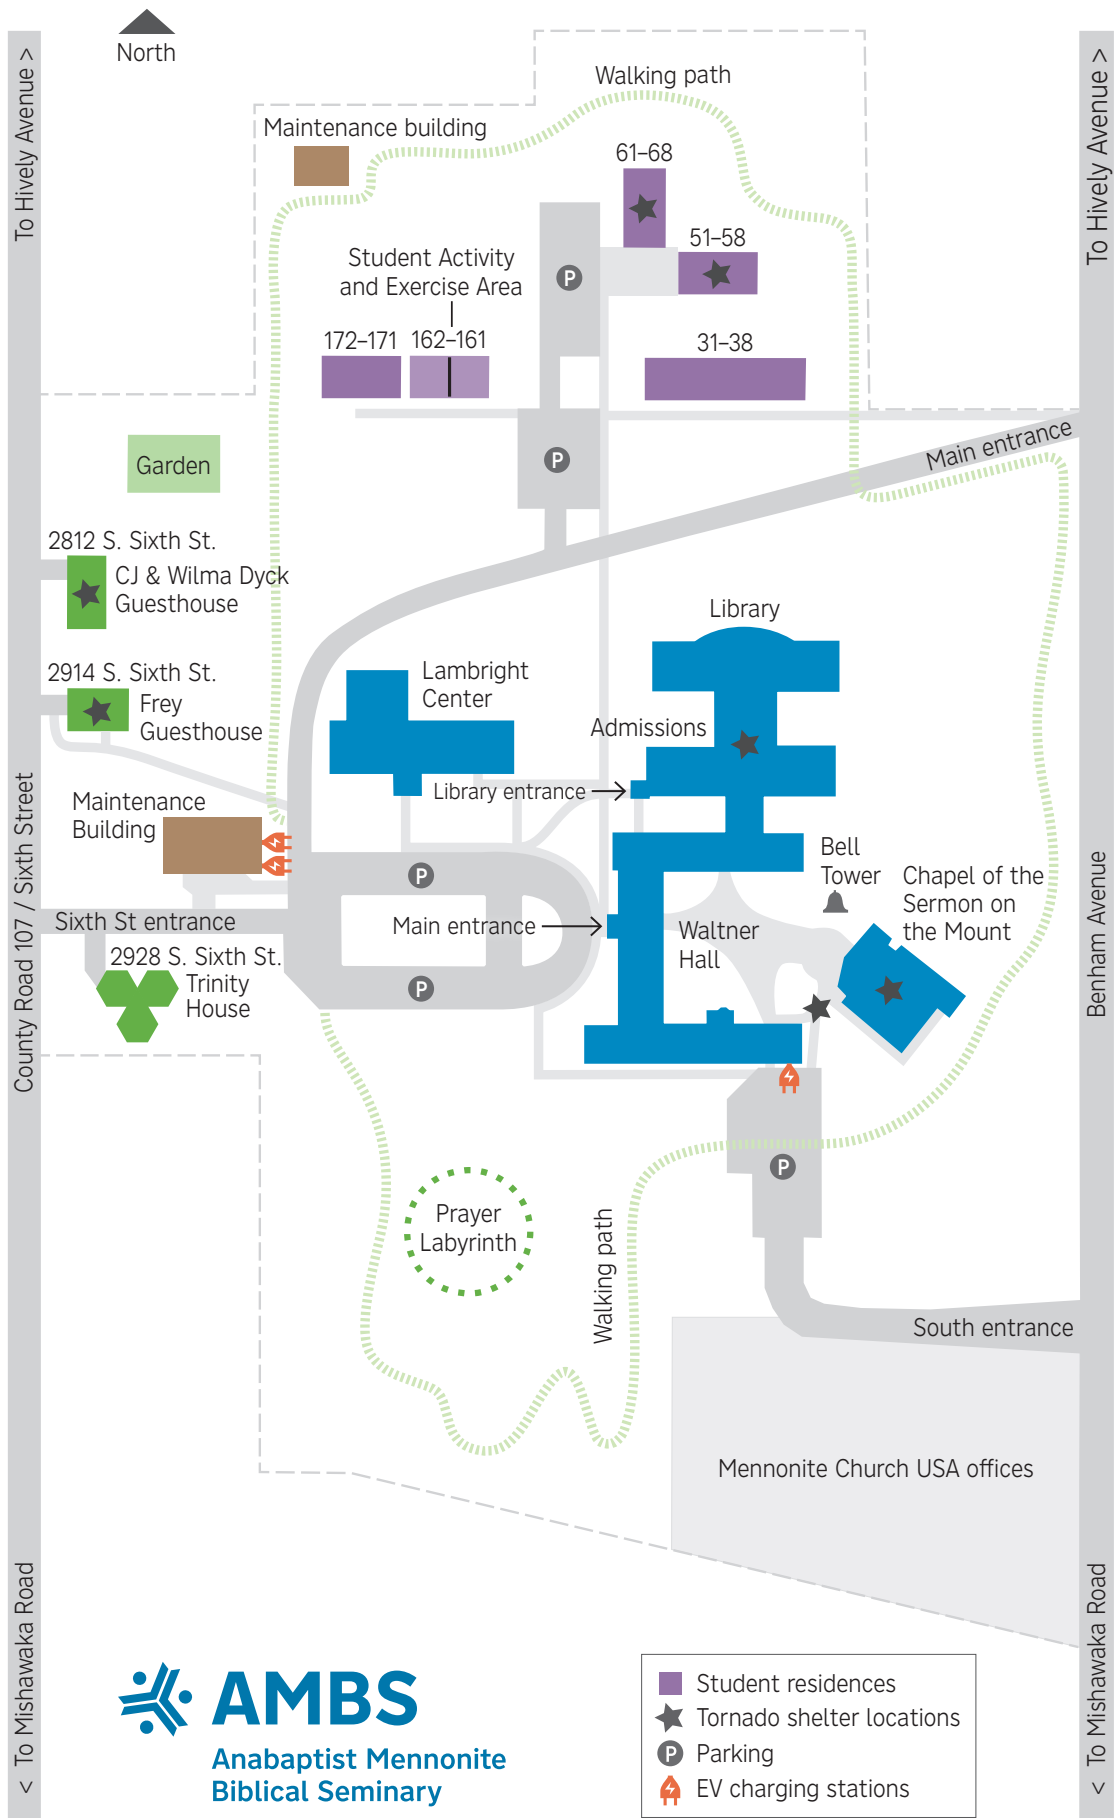 North
To Hively Avenue >
To Hively Avenue >
Walking path
Maintenance building
61–68
51–58
Student Activity
and Exercise Area
172–171
162–161
31–38
P
P
Main entrance
Garden
2812 S. Sixth St.
CJ & Wilma Dyck
Guesthouse
Library
2914 S. Sixth St.
Frey
Guesthouse
Lambright
Center
Admissions
Library entrance
Maintenance
Building
County Road 107 / Sixth Street
Benham Avenue
Bell
Tower
Chapel of the
Sermon on
the Mount
P
Sixth St entrance
Main entrance
Waltner
Hall
2928 S. Sixth St.
Trinity
House
P
P
Prayer
Labyrinth
Walking path
South entrance
Mennonite Church USA offices
< To Mishawaka Road
< To Mishawaka Road
AMBS
Anabaptist Mennonite
Biblical Seminary
Student residences
Tornado shelter locations
P Parking
EV charging stations